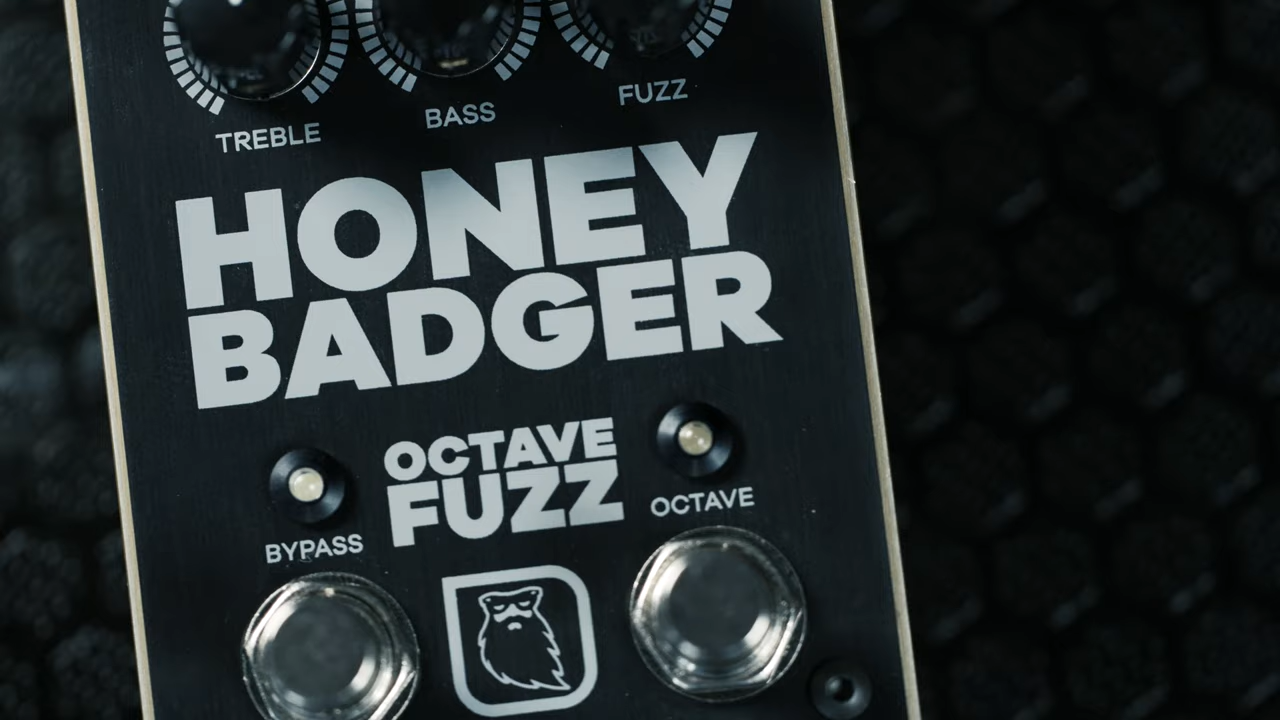 TREBLE BASS FUZZ
HONEY
BADGER
OCTAVE
FUZZ
BYPASS
OCTAVE